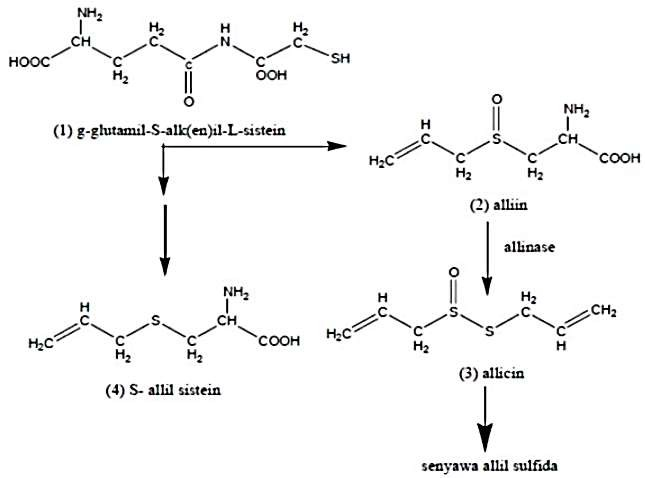 NH₂
CH
H₂
C
N
H
H₂
C
HOOC
C
H₂
C
O
C
OOH
SH
(1) g-glutamil-S-alk(en)il-L-sistein
O
NH₂
H
C
S
CH
H₂C
C
H₂
C
H₂
COOH
(2) alliin
allinase
NH₂
H
C
S
CH
H₂C
C
H₂
C
H₂
COOH
(4) S- allil sistein
O
H
C
S
H₂
C
CH₂
H₂C
C
H₂
S
C
H
(3) allicin
senyawa allil sulfida